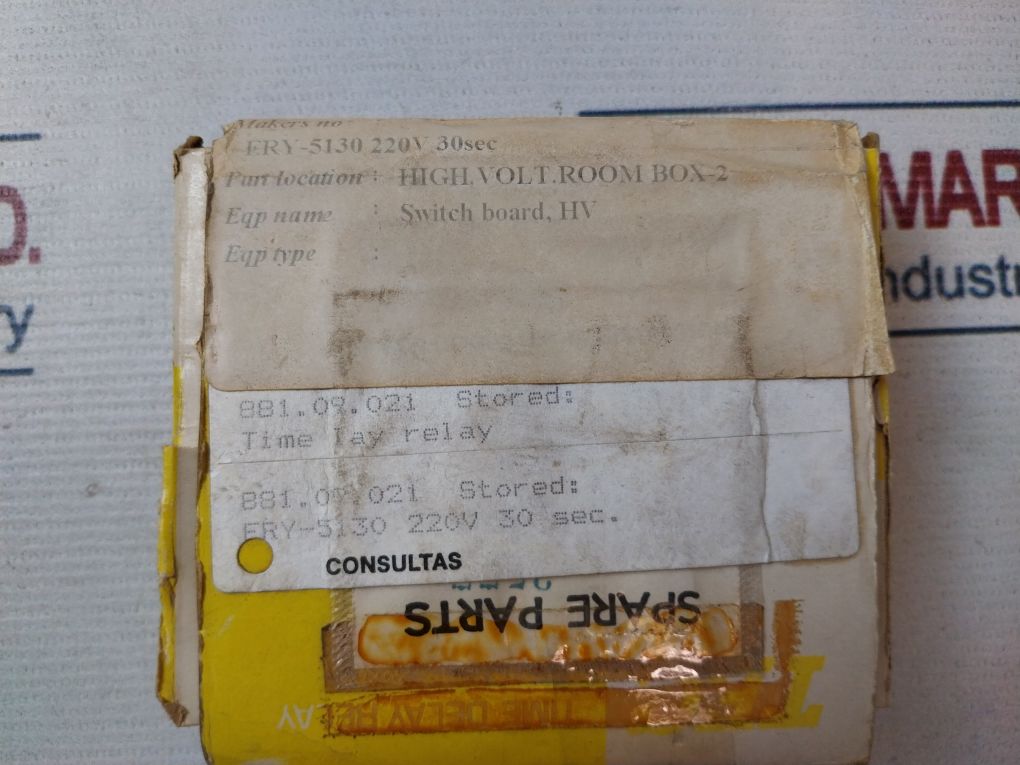 Makers no
ERY-5130 220V 30sec
Part location : HIGH.VOLT.ROOM BOX-2
Eqp name : Switch board, HV
Eqp type :
881.09.021 Stored:
Time lay relay
881.09.021 Stored:
ERY-5130 220V 30 sec.
CONSULTAS
SPARE PARTS
TIME DELAY RELAY
D.
ry
MAR
ndustr